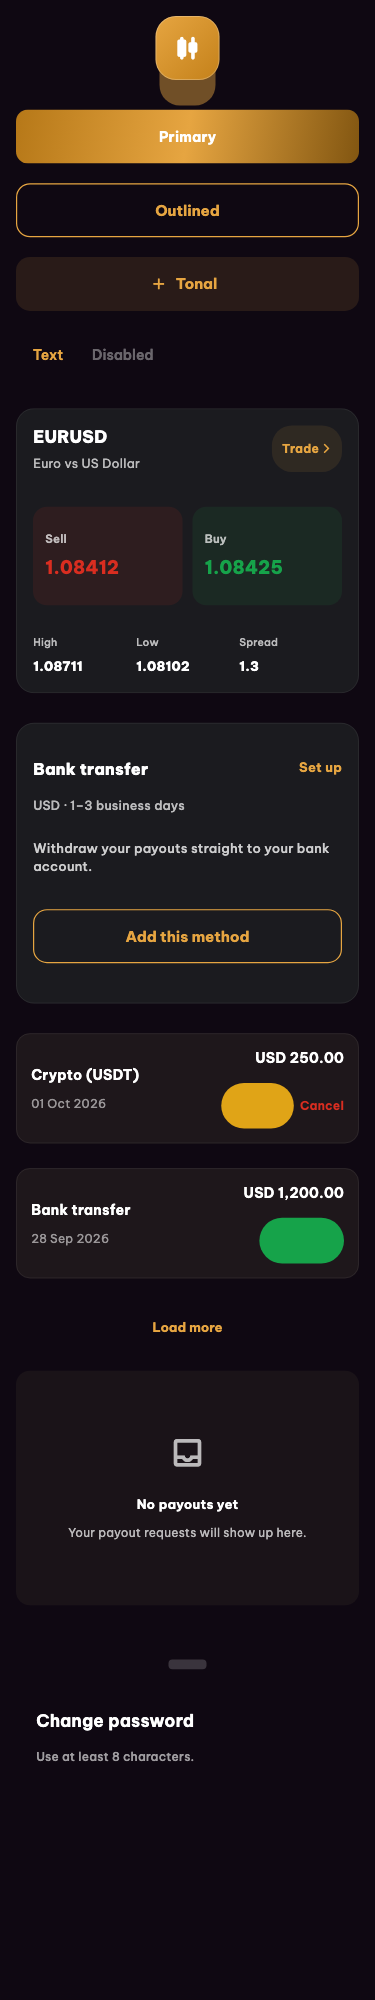 Primary
Outlined
Tonal
Text Disabled
EURUSD
Trade
Euro vs US Dollar
Sell Buy
1.08412 1.08425
High Low Spread
1.08711 1.08102 1.3
Bank transfer Set up
USD · 1–3 business days
Withdraw your payouts straight to your bank
account.
Add this method
USD 250.00
Crypto (USDT)
01 Oct 2026 Cancel
USD 1,200.00
Bank transfer
28 Sep 2026
Load more
No payouts yet
Your payout requests will show up here.
Change password
Use at least 8 characters.